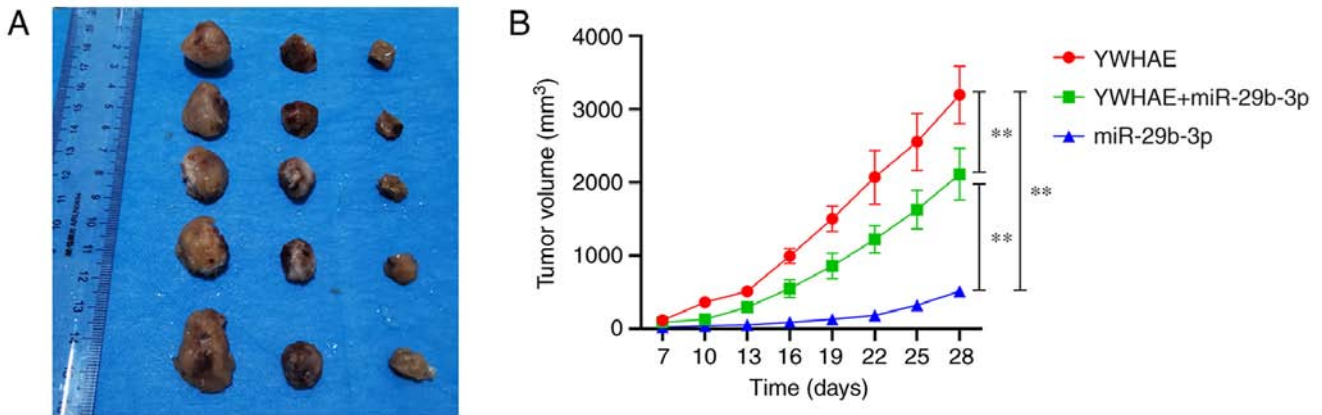 A
B
4000
3000
2000
1000
0
Tumor volume (mm³)
7 10 13 16 19 22 25 28
Time (days)
YWHAE
YWHAE+miR-29b-3p
miR-29b-3p
**
**
**